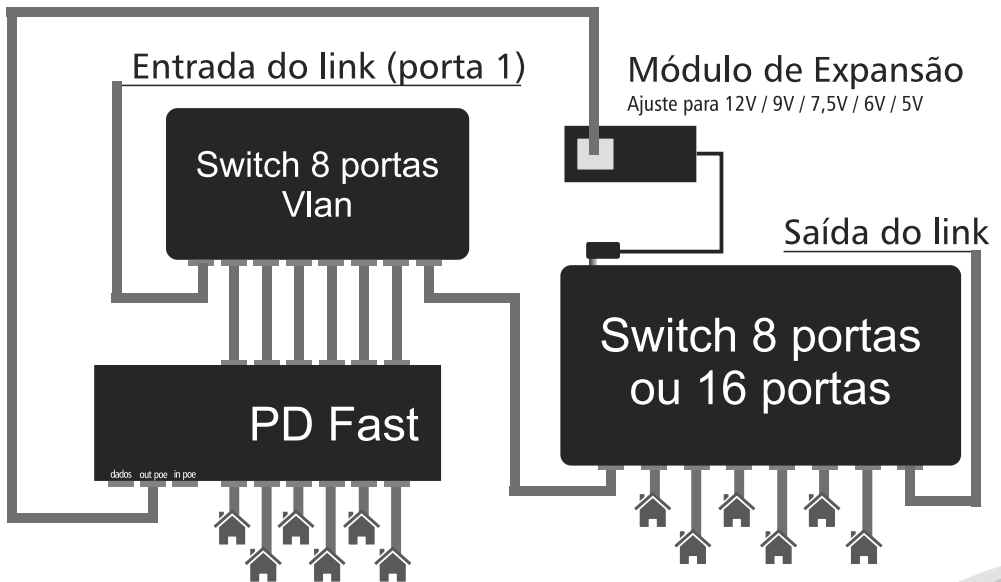 Entrada do link (porta 1)
Módulo de Expansão
Ajuste para 12V / 9V / 7,5V / 6V / 5V
Switch 8 portas
Vlan
Saída do link
Switch 8 portas
ou 16 portas
PD Fast
dados out poe in poe